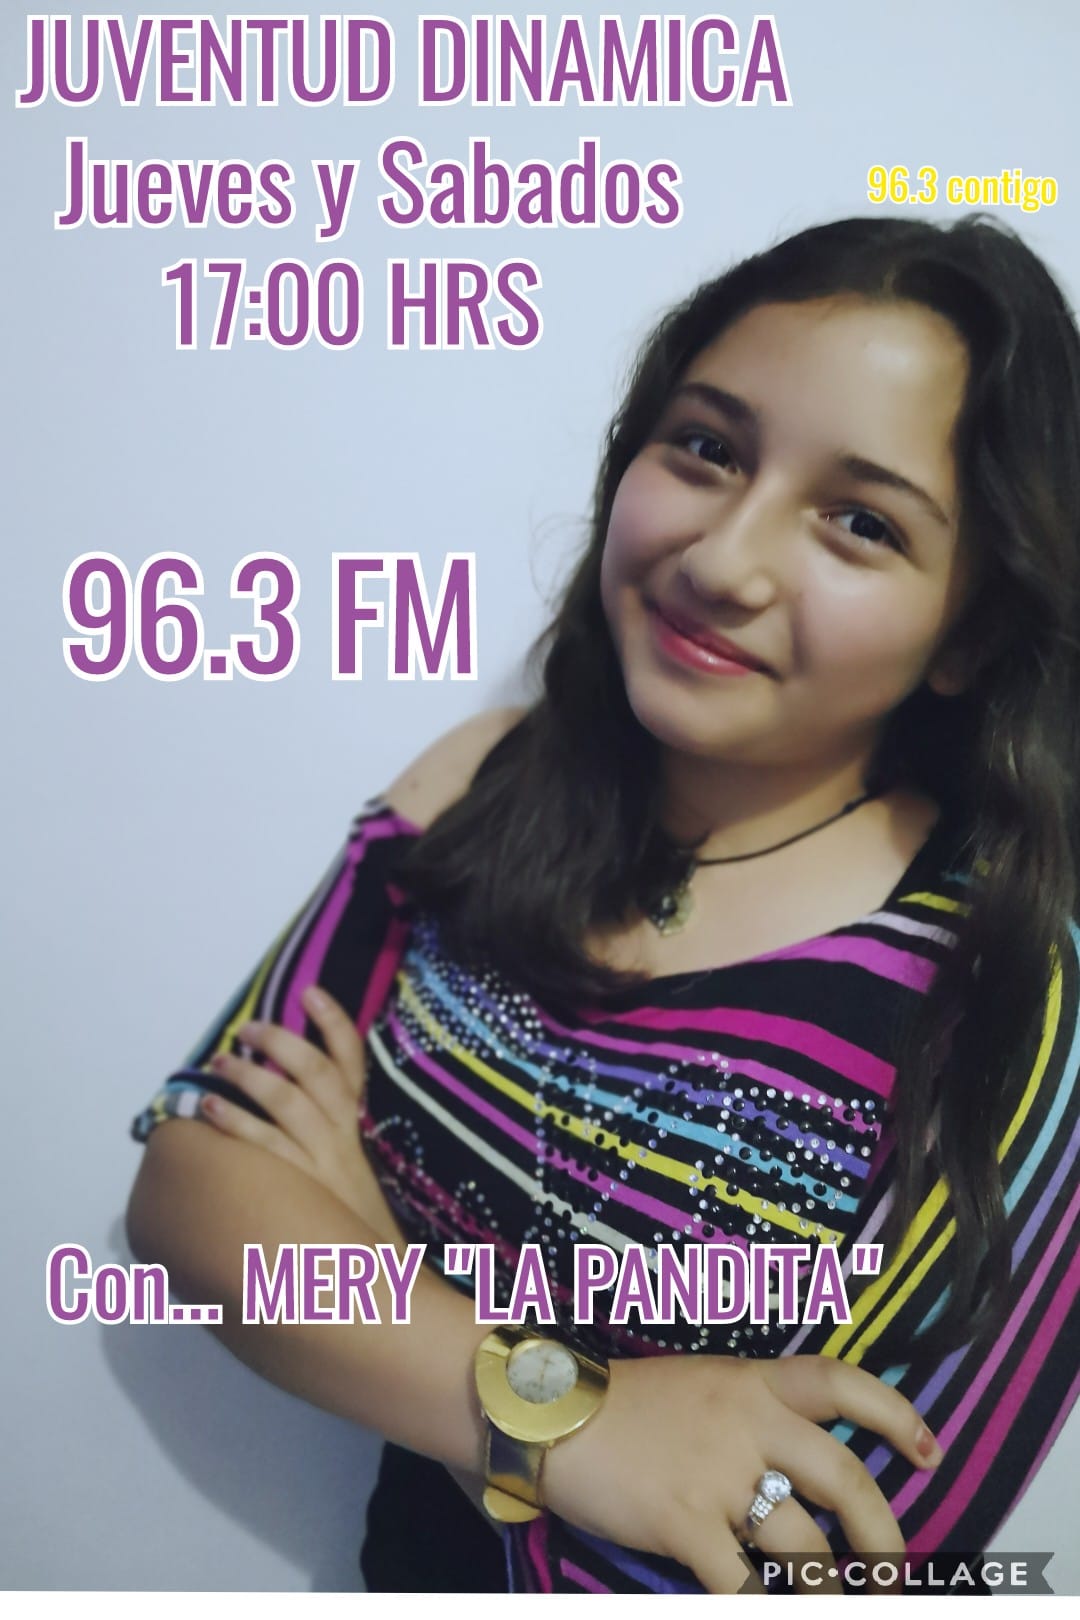 JUVENTUD DINAMICA
Jueves y Sabados
96.3 contigo
17:00 HRS
96.3 FM
Con... MERY "LA PANDITA"
PIC•COLLAGE